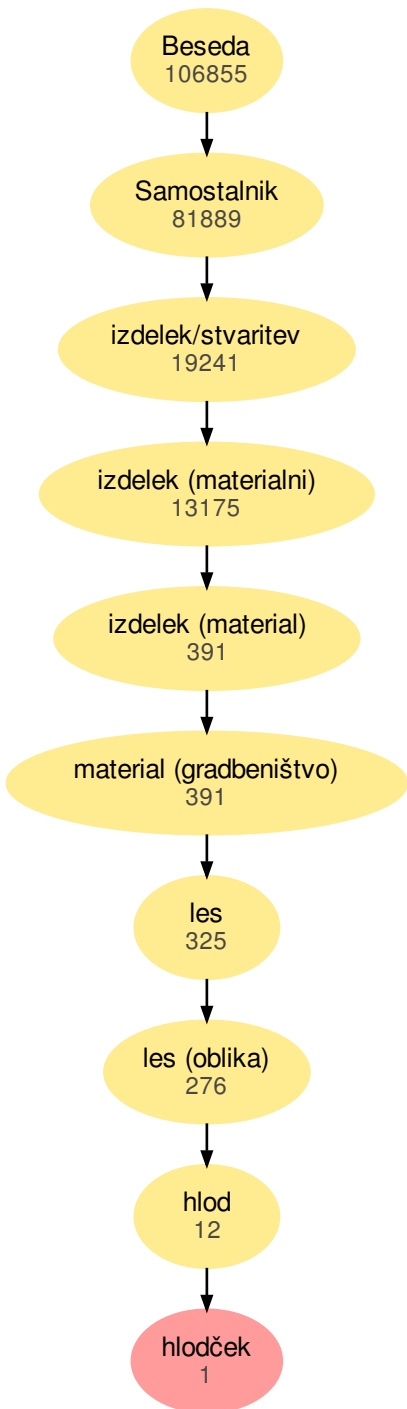 Beseda
106855
Samostalnik
81889
izdelek/stvaritev
19241
izdelek (materialni)
13175
izdelek (material)
391
material (gradbeništvo)
391
les
325
les (oblika)
276
hlod
12
hlodček
1